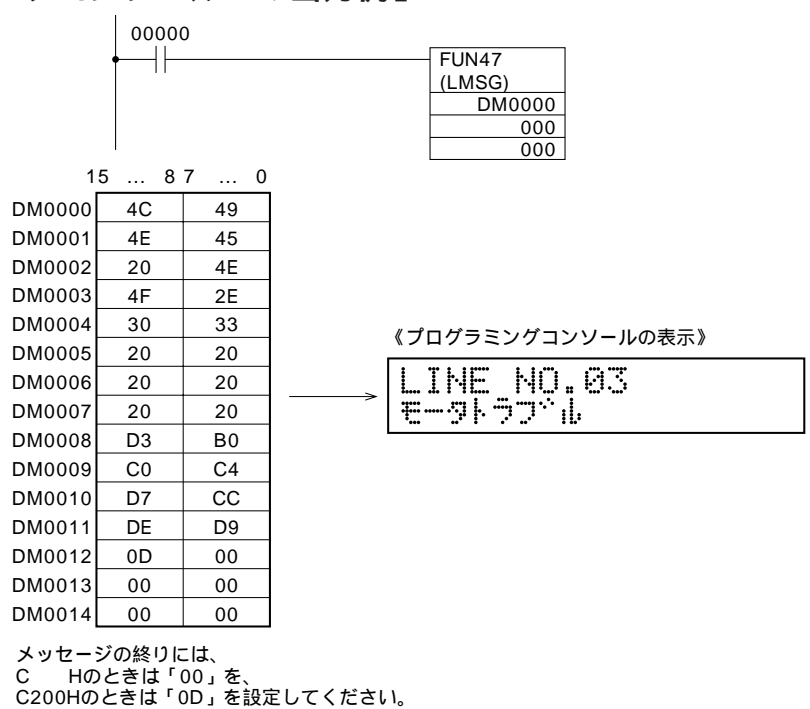 00000
FUN47
(LMSG)
DM0000
000
000
15 … 8 7 … 0
DM0000 4C 49
DM0001 4E 45
DM0002 20 4E
DM0003 4F 2E
DM0004 30 33
DM0005 20 20
DM0006 20 20
DM0007 20 20
DM0008 D3 B0
DM0009 C0 C4
DM0010 D7 CC
DM0011 DE D9
DM0012 0D 00
DM0013 00 00
DM0014 00 00
《プログラミングコンソールの表示》
LINE NO.03
モータトラブル
メッセージの終りには、
C Hのときは「00」を、
C200Hのときは「0D」を設定してください。